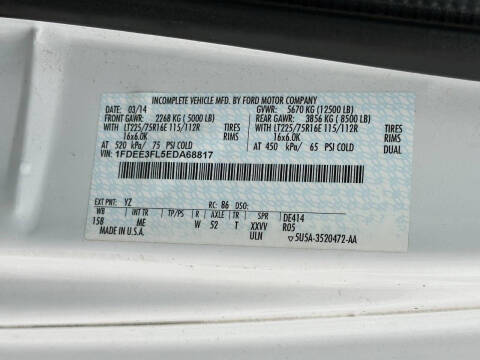 INCOMPLETE VEHICLE MFD. BY FORD MOTOR COMPANY
DATE: 03/14 GVWR: 5670 KG (12500 LB)
FRONT GAWR: 2268 KG (5000 LB) REAR GAWR: 3856 KG (8500 LB)
WITH LT225/75R16E 115/112R TIRES WITH LT225/75R16E 115/112R TIRES
16x6.0K RIMS 16x6.0K RIMS
AT 520 kPa/ 75 PSI COLD AT 450 kPa/ 65 PSI COLD DUAL
VIN: 1FDEE3FL5EDA68817
EXT PNT: YZ RC: B6 DSO:
WB INT TR TP/PS R AXLE TR SPR DE414
158 ME W 52 T XXVV R05
MADE IN U.S.A. ULN 5U5A-3520472-AA